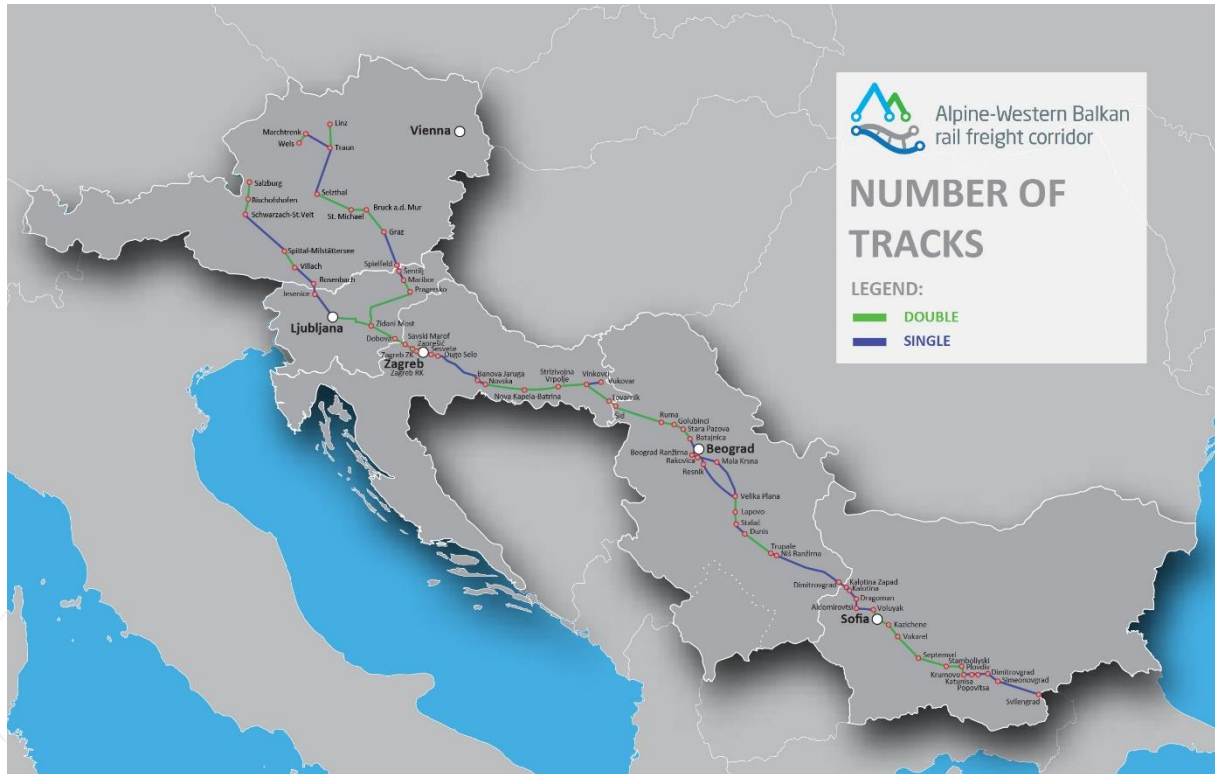 Alpine-Western Balkan
rail freight corridor
NUMBER OF
TRACKS
LEGEND:
DOUBLE
SINGLE
Linz
Marchtrenk
Wels
Traun
Vienna
Salzburg
Bischofshofen
Schwarzach-St.Veit
Selzthal
St. Michael
Bruck a.d. Mur
Graz
Spittal-Milstättersee
Villach
Rosenbach
Jesenice
Spielfeld
Šentilj
Maribor
Pragersko
Ljubljana
Zidani Most
Dobova
Savski Marof
Zaprešić
Zagreb ZK
Sesvete
Dugo Selo
Zagreb
Zagreb RK
Banova Jaruga
Novska
Nova Kapela-Batrina
Strizivojna
Vrpolje
Vinkovci
Vukovar
Tovarnik
Šid
Ruma
Golubinci
Stara Pazova
Batajnica
Beograd
Beograd Ranžirna
Rakovica
Resnik
Mala Krsna
Velika Plana
Lapovo
Stalać
Đunis
Trupale
Niš Ranžirna
Dimitrovgrad
Kalotina Zapad
Kalotina
Dragoman
Aldomirovtsi
Voluyak
Sofia
Kazichene
Vakarel
Septemvri
Stamboliyski
Plovdiv
Krumovo
Katunisa
Popovitsa
Dimitrovgrad
Simeonovgrad
Svilengrad